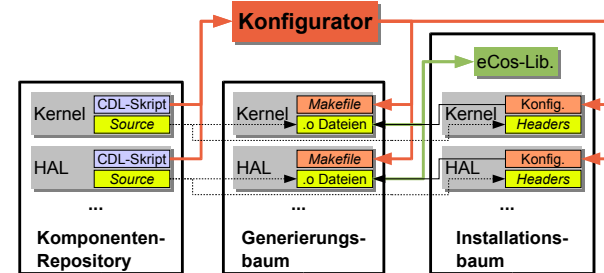 Konfigurator
eCos-Lib.
Kernel
CDL-Skript
Source
HAL
CDL-Skript
Source
...
Komponenten-
Repository
Kernel
Makefile
.o Dateien
HAL
Makefile
.o Dateien
...
Generierungs-
baum
Kernel
Konfig.
Headers
HAL
Konfig.
Headers
...
Installations-
baum